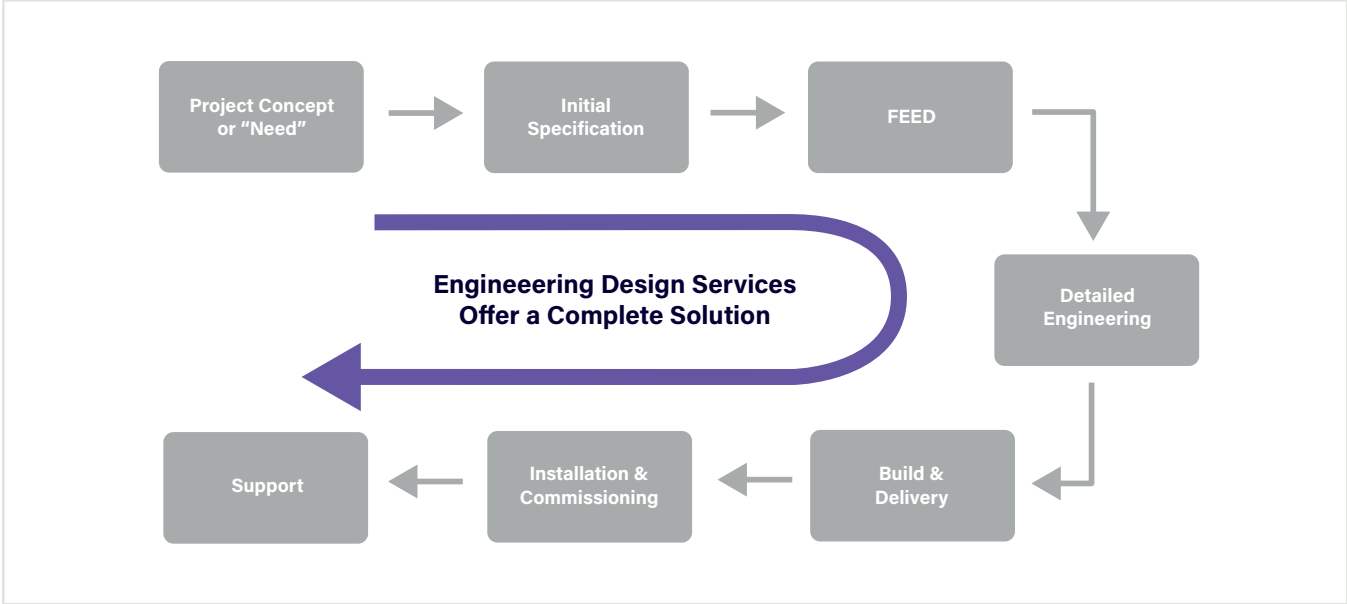 Project Concept
or “Need”
Initial
Specification
FEED
Engineeering Design Services
Offer a Complete Solution
Detailed
Engineering
Support
Installation &
Commissioning
Build &
Delivery